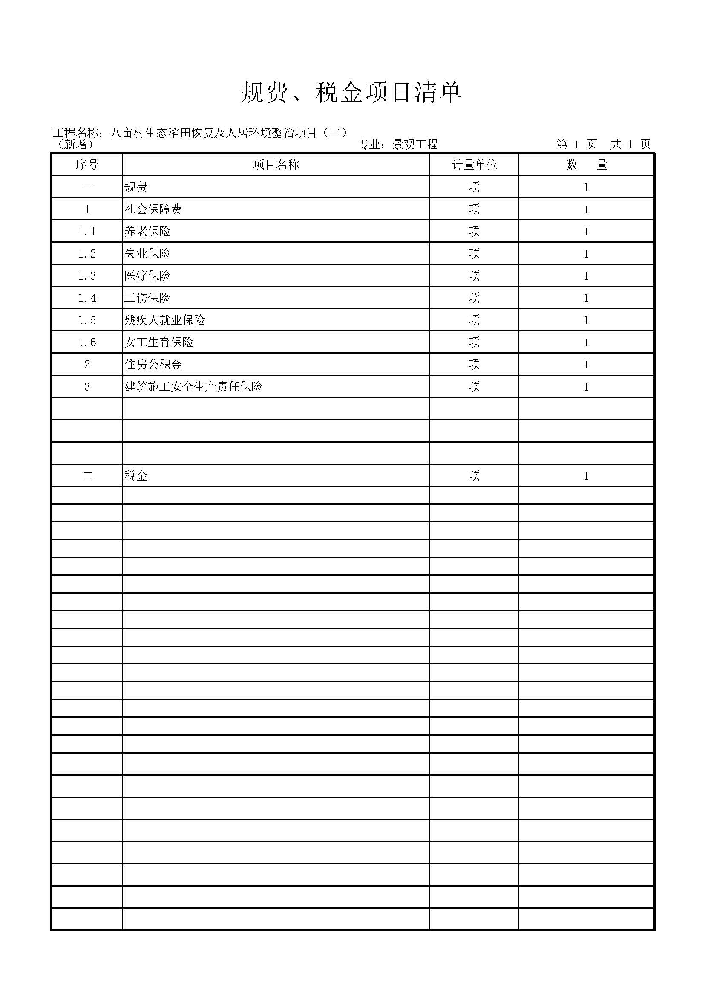 规费、税金项目清单
工程名称：八亩村生态稻田恢复及人居环境整治项目（二）
（新增） 专业：景观工程 第 1 页 共 1 页
序号 项目名称 计量单位 数 量
一 规费 项 1
1 社会保障费 项 1
1.1 养老保险 项 1
1.2 失业保险 项 1
1.3 医疗保险 项 1
1.4 工伤保险 项 1
1.5 残疾人就业保险 项 1
1.6 女工生育保险 项 1
2 住房公积金 项 1
3 建筑施工安全生产责任保险 项 1
二 税金 项 1